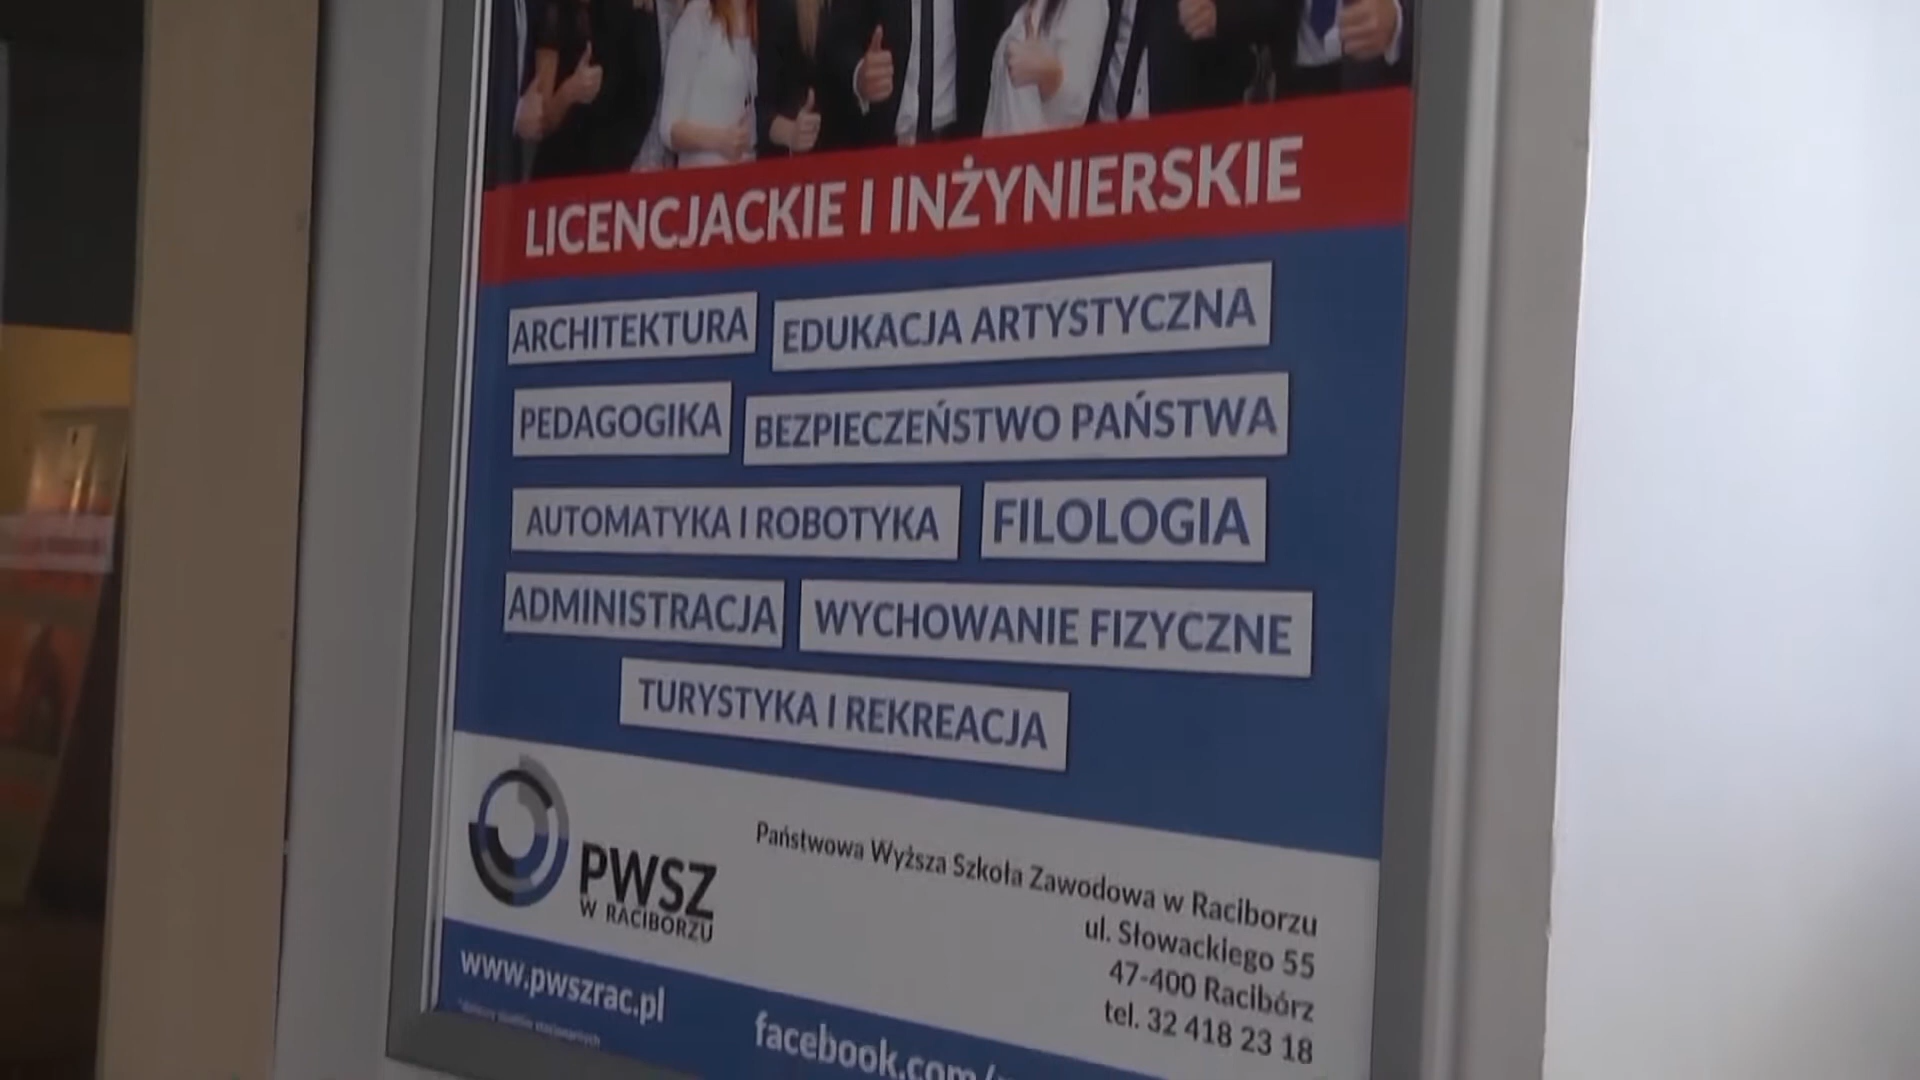 LICENCJACKIE I INŻYNIERSKIE
ARCHITEKTURA
EDUKACJA ARTYSTYCZNA
PEDAGOGIKA
BEZPIECZEŃSTWO PAŃSTWA
AUTOMATYKA I ROBOTYKA
FILOLOGIA
ADMINISTRACJA
WYCHOWANIE FIZYCZNE
TURYSTYKA I REKREACJA
PWSZ
W RACIBORZU
Państwowa Wyższa Szkoła Zawodowa w Raciborzu
ul. Słowackiego 55
47-400 Racibórz
tel. 32 418 23 18
www.pwszrac.pl
facebook.com/